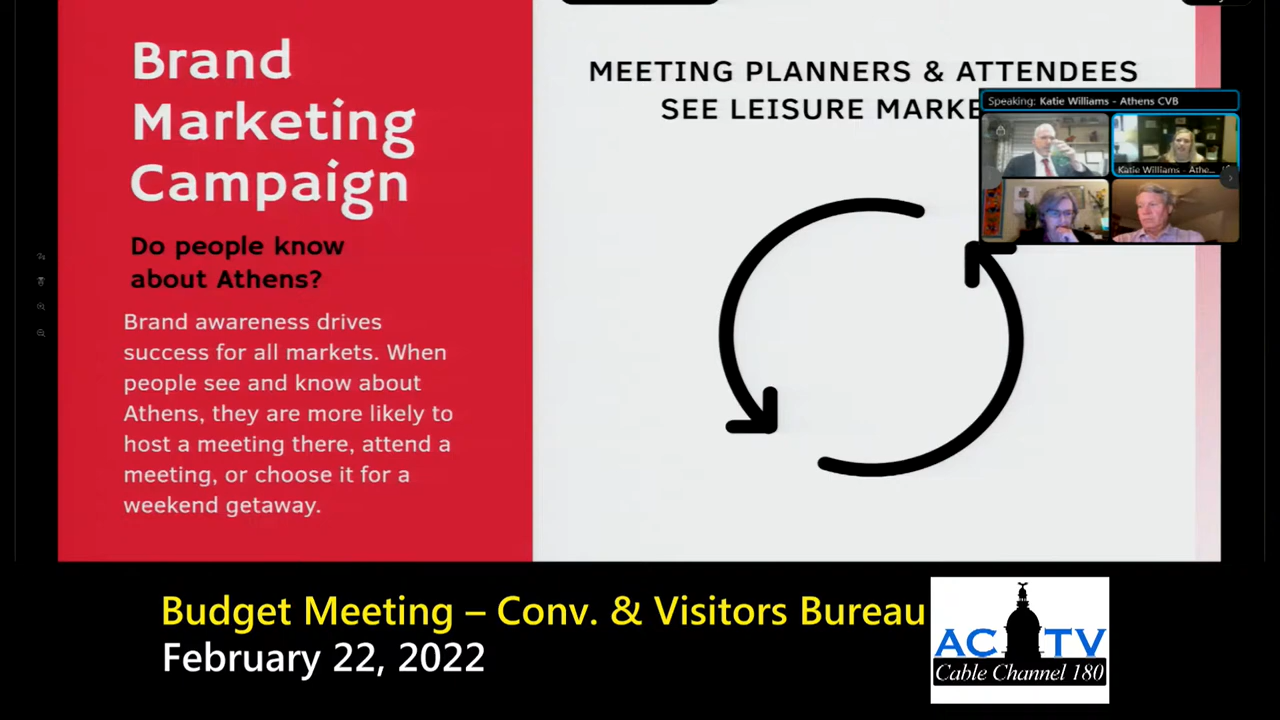 Brand
Marketing
Campaign
Do people know
about Athens?
Brand awareness drives
success for all markets. When
people see and know about
Athens, they are more likely to
host a meeting there, attend a
meeting, or choose it for a
weekend getaway.
MEETING PLANNERS & ATTENDEES
SEE LEISURE
Speaking: Katie Williams - Athens CVB
Katie Williams - Athe...
Budget Meeting – Conv. & Visitors Bureau
February 22, 2022
AC TV
Cable Channel 180